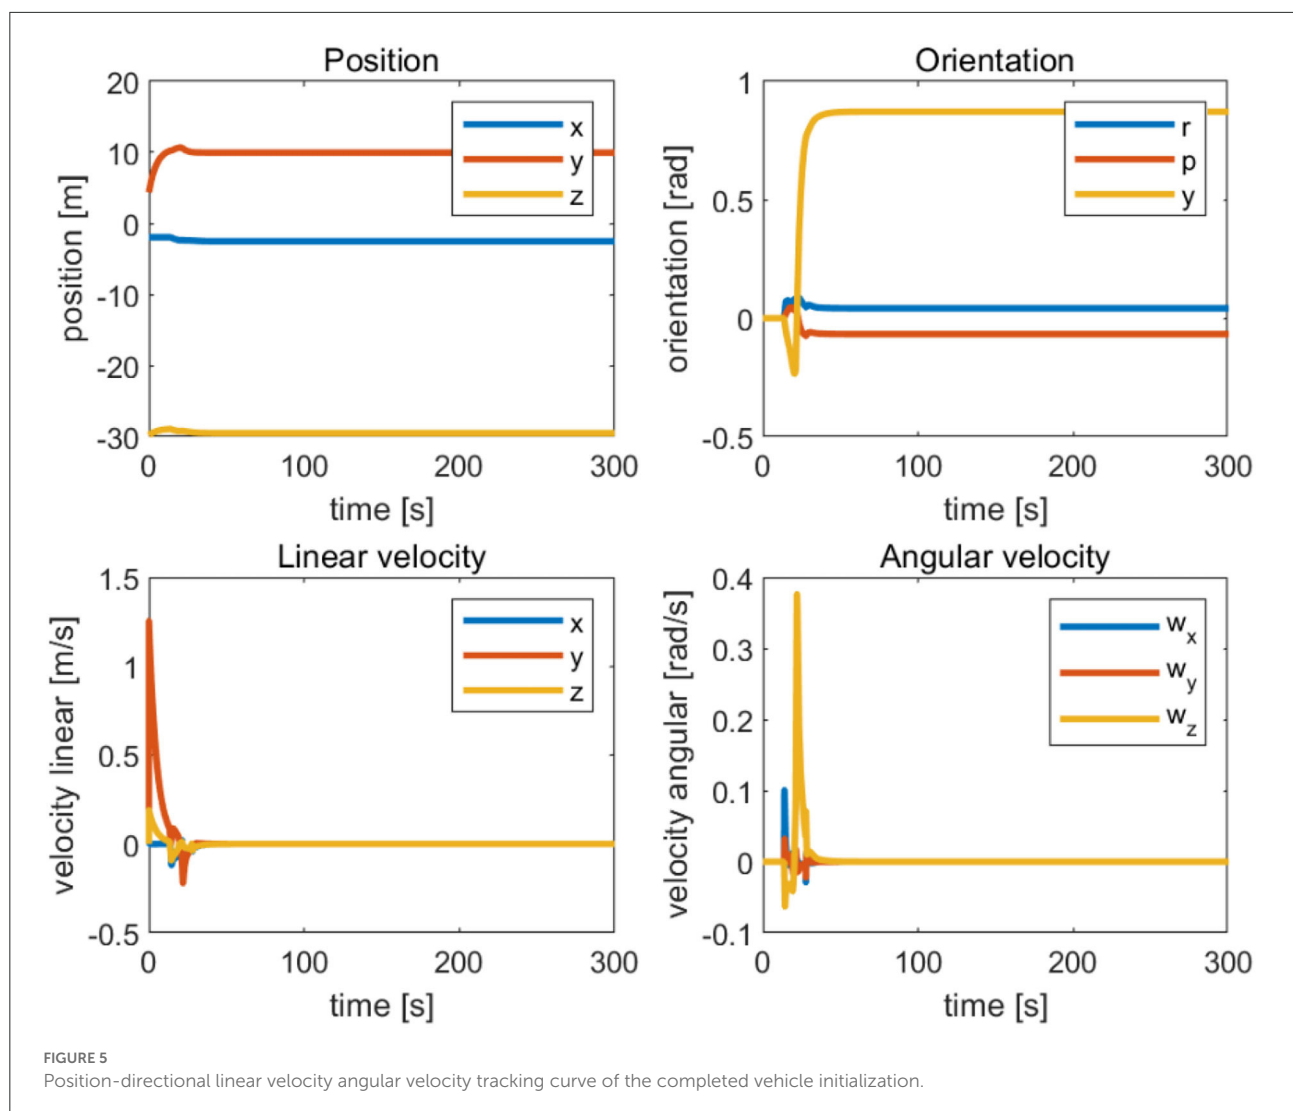 Position
20
10
0
-10
-20
-30
position [m]
x
y
z
0
100
200
300
time [s]
Orientation
1
0.5
0
-0.5
orientation [rad]
r
p
y
0
100
200
300
time [s]
Linear velocity
1.5
1
0.5
0
-0.5
velocity linear [m/s]
x
y
z
0
100
200
300
time [s]
Angular velocity
0.4
0.3
0.2
0.1
0
-0.1
velocity angular [rad/s]
w_x
w_y
w_z
0
100
200
300
time [s]
FIGURE 5
Position-directional linear velocity angular velocity tracking curve of the completed vehicle initialization.